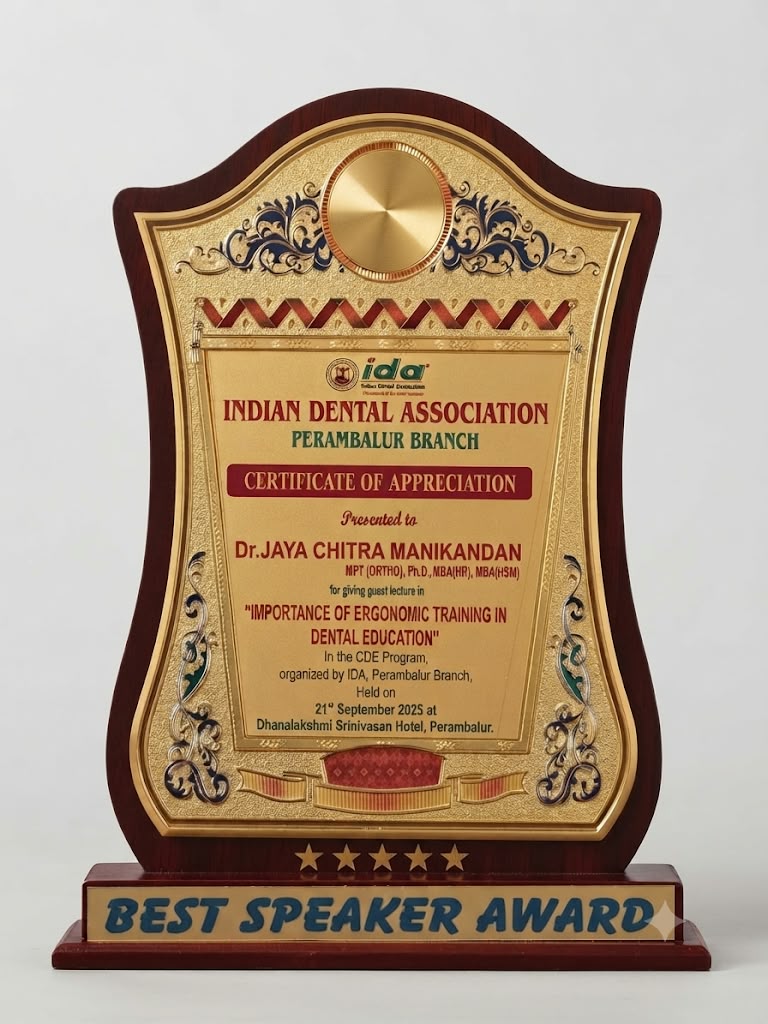 ida
INDIAN DENTAL ASSOCIATION
PERAMBALUR BRANCH
CERTIFICATE OF APPRECIATION
Presented to
Dr.JAYA CHITRA MANIKANDAN
MPT (ORTHO), Ph.D., MBA(HR), MBA(HSM)
for giving guest lecture in
"IMPORTANCE OF ERGONOMIC TRAINING IN
DENTAL EDUCATION"
In the CDE Program,
organized by IDA, Perambalur Branch,
Held on
21st September 202S at
Dhanalakshmi Srinivasan Hotel, Perambalur.
BEST SPEAKER AWARD